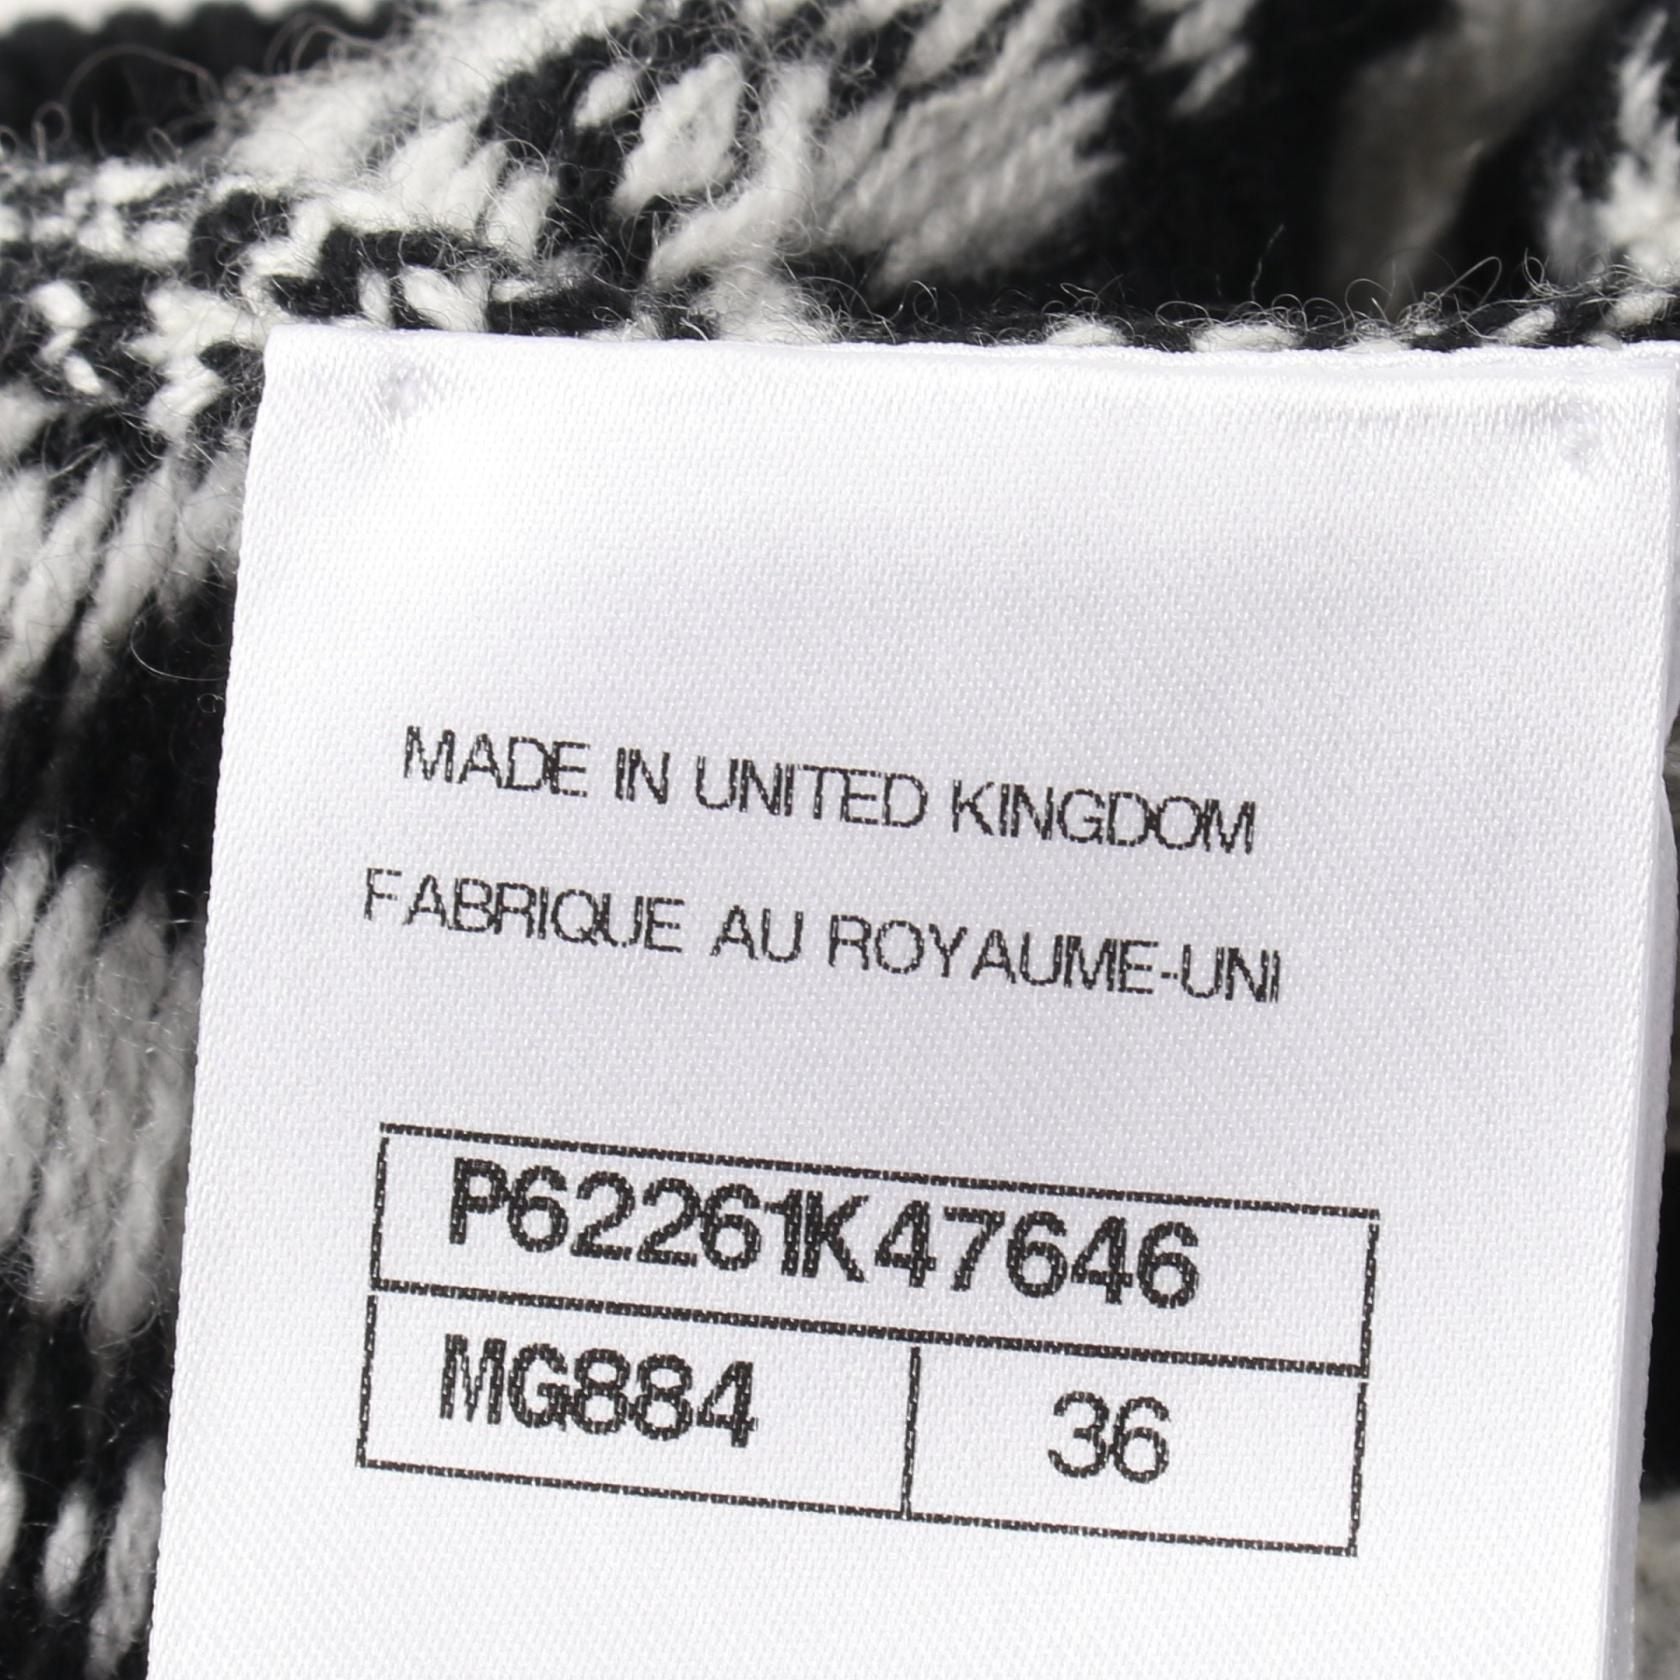 MADE IN UNITED KINGDOM
FABRIQUE AU ROYAUME-UNI
P62261K47646
MG884 36